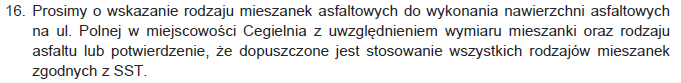 16. Prosimy o wskazanie rodzaju mieszanek asfaltowych do wykonania nawierzchni asfaltowych
na ul. Polnej w miejscowości Cegielnia z uwzględnieniem wymiaru mieszanki oraz rodzaju
asfaltu lub potwierdzenie, że dopuszczone jest stosowanie wszystkich rodzajów mieszanek
zgodnych z SST.